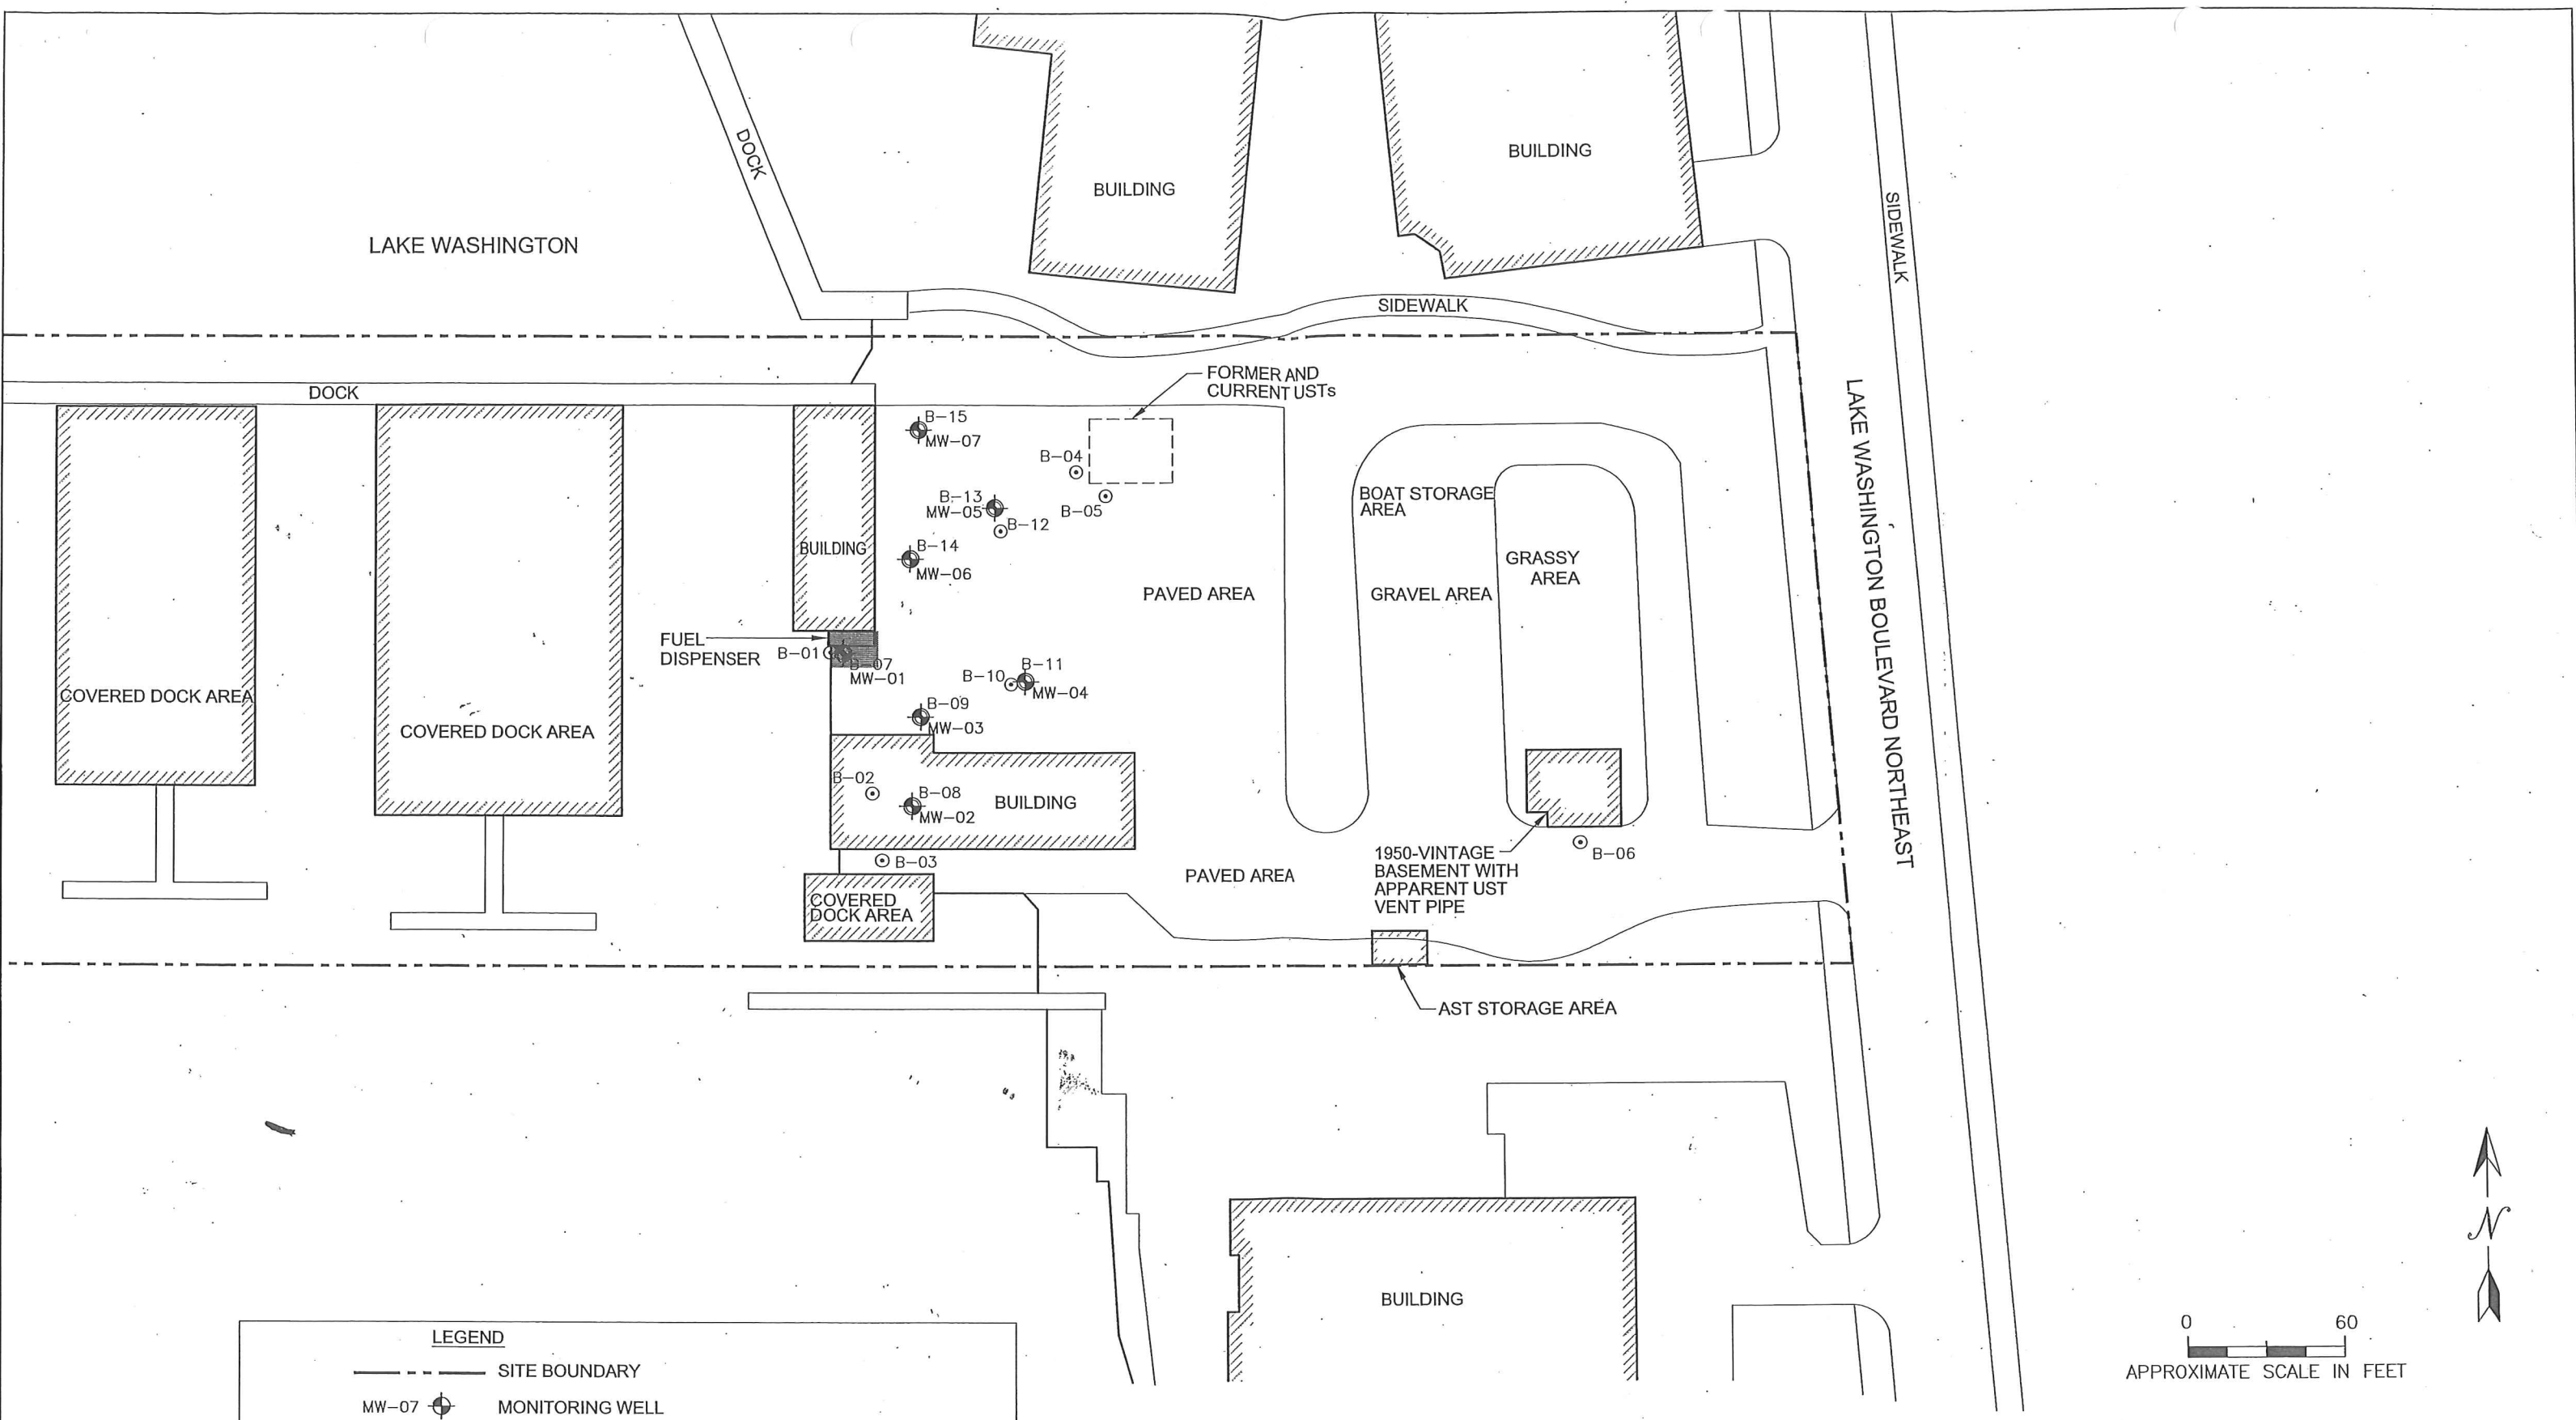 DOCK
BUILDING
BUILDING
SIDEWALK
LAKE WASHINGTON
SIDEWALK
DOCK
FORMER AND
CURRENT USTs
LAKE WASHINGTON BOULEVARD NORTHEAST
B-15
MW-07
B-04
B-13
MW-05
B-05
B-12
BOAT STORAGE
AREA
BUILDING
B-14
MW-06
GRASSY
AREA
PAVED AREA
GRAVEL AREA
FUEL
DISPENSER
B-01
B-07
MW-01
B-10
B-11
MW-04
B-09
MW-03
COVERED DOCK AREA
COVERED DOCK AREA
B-02
B-08
MW-02
BUILDING
B-03
1950-VINTAGE
BASEMENT WITH
APPARENT UST
VENT PIPE
B-06
PAVED AREA
COVERED
DOCK AREA
AST STORAGE AREA
BUILDING
N
0 60
APPROXIMATE SCALE IN FEET
LEGEND
SITE BOUNDARY
MW-07 MONITORING WELL